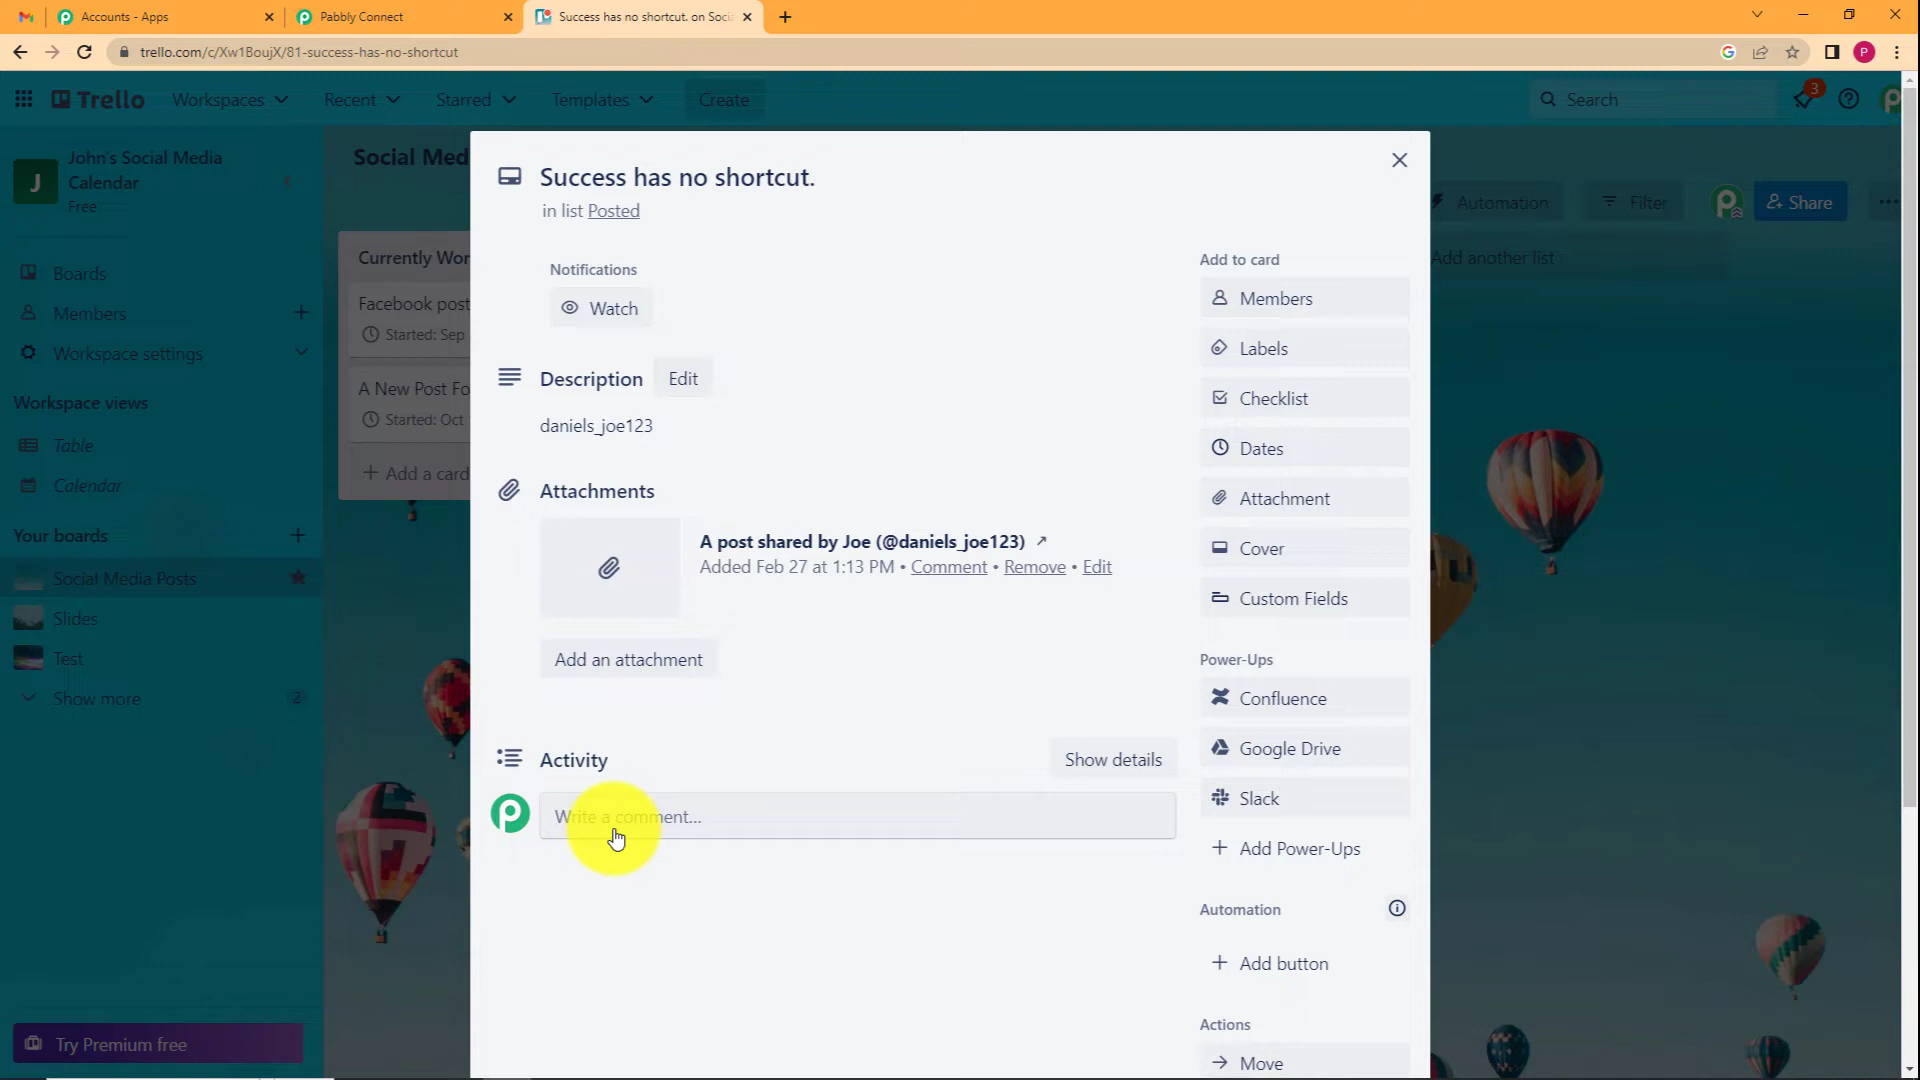 Accounts - Apps
Pabbly Connect
Success has no shortcut. on Soci
trello.com/c/Xw1BoujX/81-success-has-no-shortcut
P
Trello
Workspaces
Recent
Starred
Templates
Create
Search
3
J
John's Social Media
Calendar
Free
Social Med
Automation
Filter
Share
Boards
Members
Workspace settings
Workspace views
Table
Calendar
Your boards
Social Media Posts
Slides
Test
Show more
2
Try Premium free
Currently Wor
Facebook post
Started: Sep
A New Post Fo
Started: Oct
Add a card
Add another list
Success has no shortcut.
in list Posted
Notifications
Watch
Description
Edit
daniels_joe123
Attachments
A post shared by Joe (@daniels_joe123) ↗
Added Feb 27 at 1:13 PM • Comment • Remove • Edit
Add an attachment
Activity
Show details
Write a comment...
Add to card
Members
Labels
Checklist
Dates
Attachment
Cover
Custom Fields
Power-Ups
Confluence
Google Drive
Slack
Add Power-Ups
Automation
Add button
Actions
Move